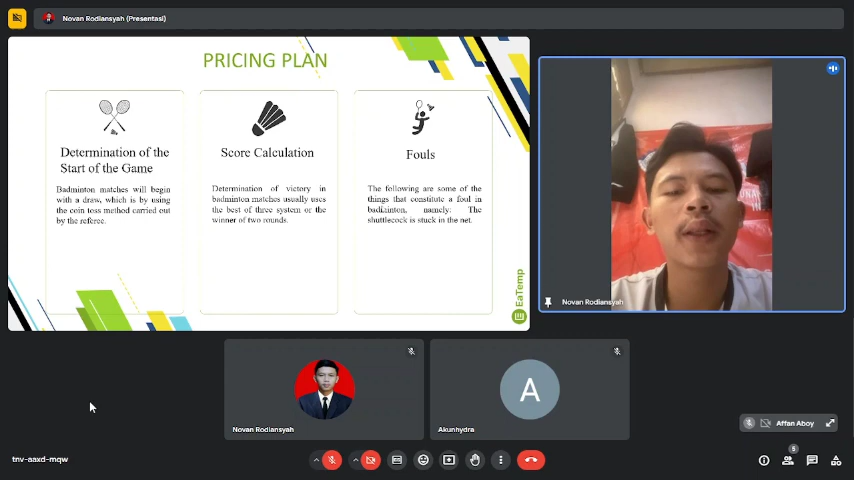 Novan Rodiansyah (Presentasi)
PRICING PLAN
Determination of the
Start of the Game
Badminton matches will begin
with a draw, which is by using
the coin toss method carried out
by the referee.
Score Calculation
Determination of victory in
badminton matches usually uses
the best of three system or the
winner of two rounds.
Fouls
The following are some of the
things that constitute a foul in
badminton, namely: The
shuttlecock is stuck in the net.
EaTemp
Novan Rodiansyah
Novan Rodiansyah
A
Akunhydra
Affan Aboy
tnv-aaxd-mqw
5